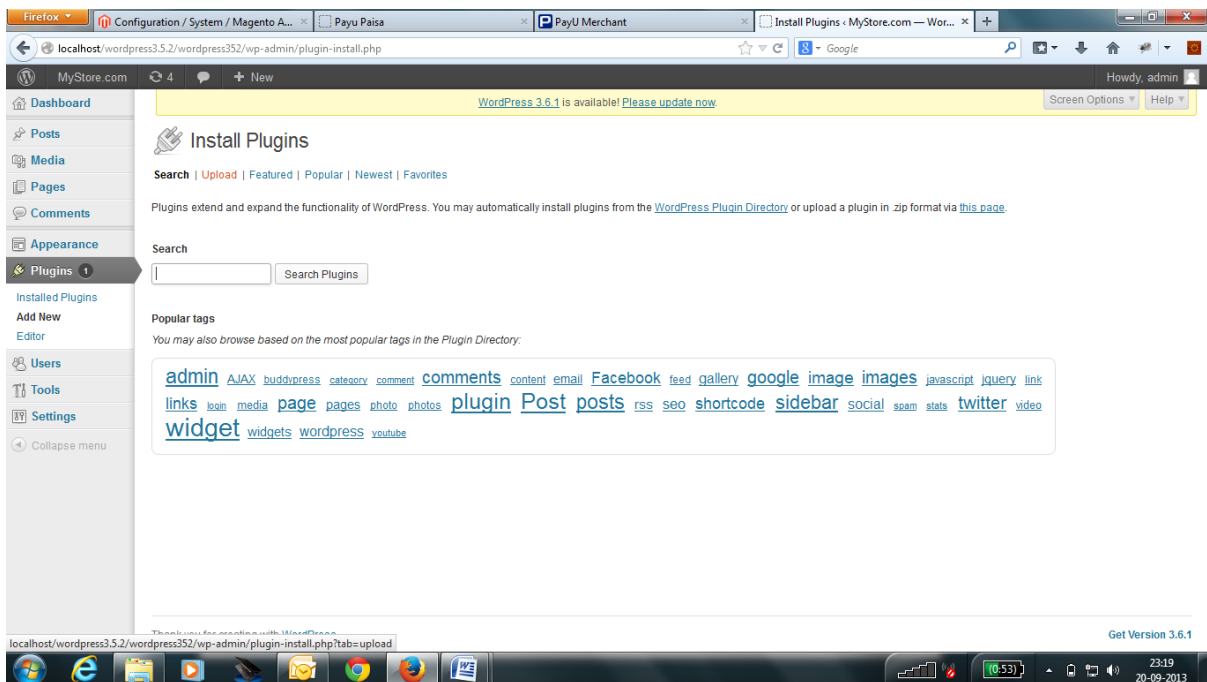 Firefox
Configuration / System / Magento A... ×
Payu Paisa ×
PayU Merchant ×
Install Plugins ‹ MyStore.com — Wor... × +
localhost/wordpress3.5.2/wordpress352/wp-admin/plugin-install.php
Google
MyStore.com 4 + New Howdy, admin
Dashboard
Posts
Media
Pages
Comments
Appearance
Plugins 1
Installed Plugins
Add New
Editor
Users
Tools
Settings
Collapse menu
WordPress 3.6.1 is available! Please update now.
Screen Options Help
Install Plugins
Search | Upload | Featured | Popular | Newest | Favorites
Plugins extend and expand the functionality of WordPress. You may automatically install plugins from the WordPress Plugin Directory or upload a plugin in .zip format via this page.
Search
Search Plugins
Popular tags
You may also browse based on the most popular tags in the Plugin Directory:
admin AJAX buddypress category comment comments content email Facebook feed gallery google image images javascript jquery link
links login media page pages photo photos plugin Post posts rss seo shortcode sidebar social spam stats twitter video
widget widgets wordpress youtube
Get Version 3.6.1
localhost/wordpress3.5.2/wordpress352/wp-admin/plugin-install.php?tab=upload
(0:53)
23:19
20-09-2013